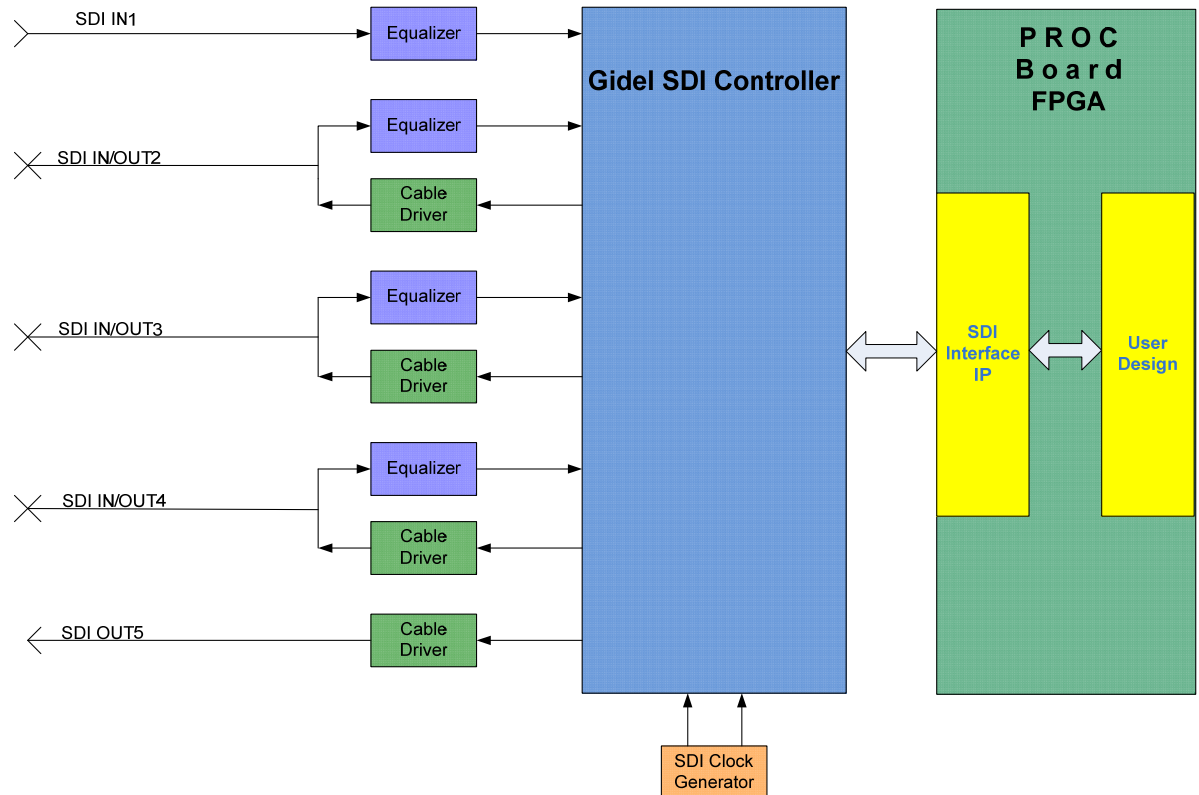 SDI IN1
Equalizer
Gidel SDI Controller
P R O C
B o a r d
FPGA
Equalizer
SDI IN/OUT2
Cable
Driver
Equalizer
SDI IN/OUT3
Cable
Driver
SDI
Interface
IP
User
Design
Equalizer
SDI IN/OUT4
Cable
Driver
SDI OUT5
Cable
Driver
SDI Clock
Generator